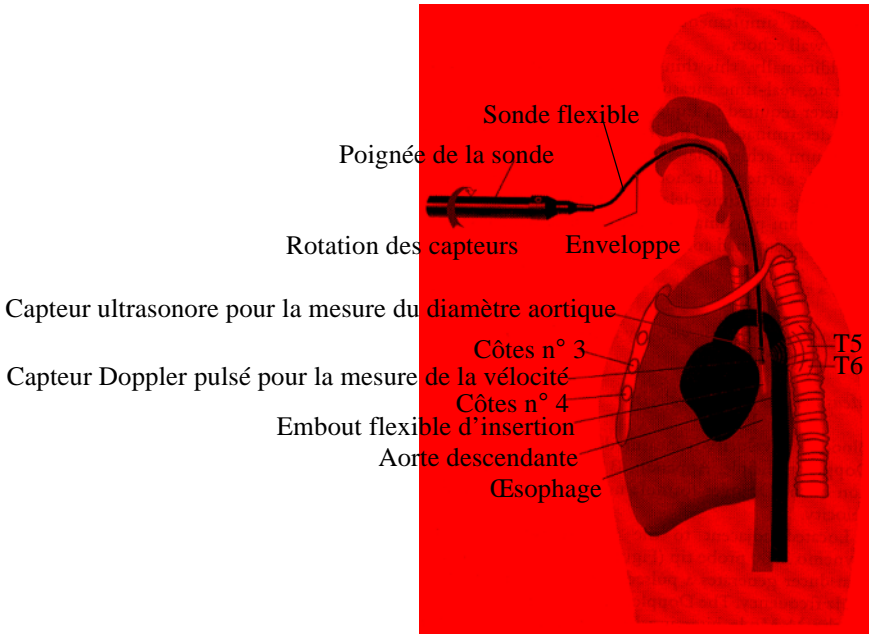 Sonde flexible
Poignée de la sonde
Rotation des capteurs
Enveloppe
Capteur ultrasonore pour la mesure du diamètre aortique
Côtes n° 3
T5
T6
Capteur Doppler pulsé pour la mesure de la vélocité
Côtes n° 4
Embout flexible d'insertion
Aorte descendante
Œsophage